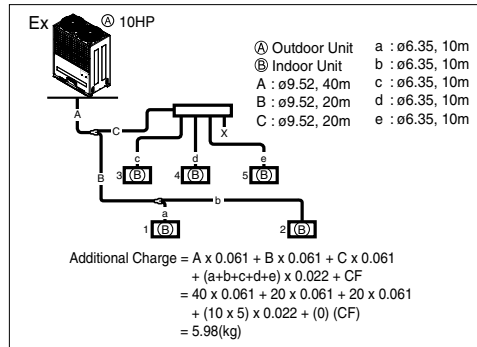 Ex Ⓐ 10HP
Ⓐ Outdoor Unit a : ø6.35, 10m
Ⓑ Indoor Unit b : ø6.35, 10m
A : ø9.52, 40m c : ø6.35, 10m
B : ø9.52, 20m d : ø6.35, 10m
C : ø9.52, 20m e : ø6.35, 10m
A
C
X
c d e
B
3 Ⓑ 4 Ⓑ 5 Ⓑ
b
a
1 Ⓑ 2 Ⓑ
Additional Charge = A x 0.061 + B x 0.061 + C x 0.061
+ (a+b+c+d+e) x 0.022 + CF
= 40 x 0.061 + 20 x 0.061 + 20 x 0.061
+ (10 x 5) x 0.022 + (0) (CF)
= 5.98(kg)